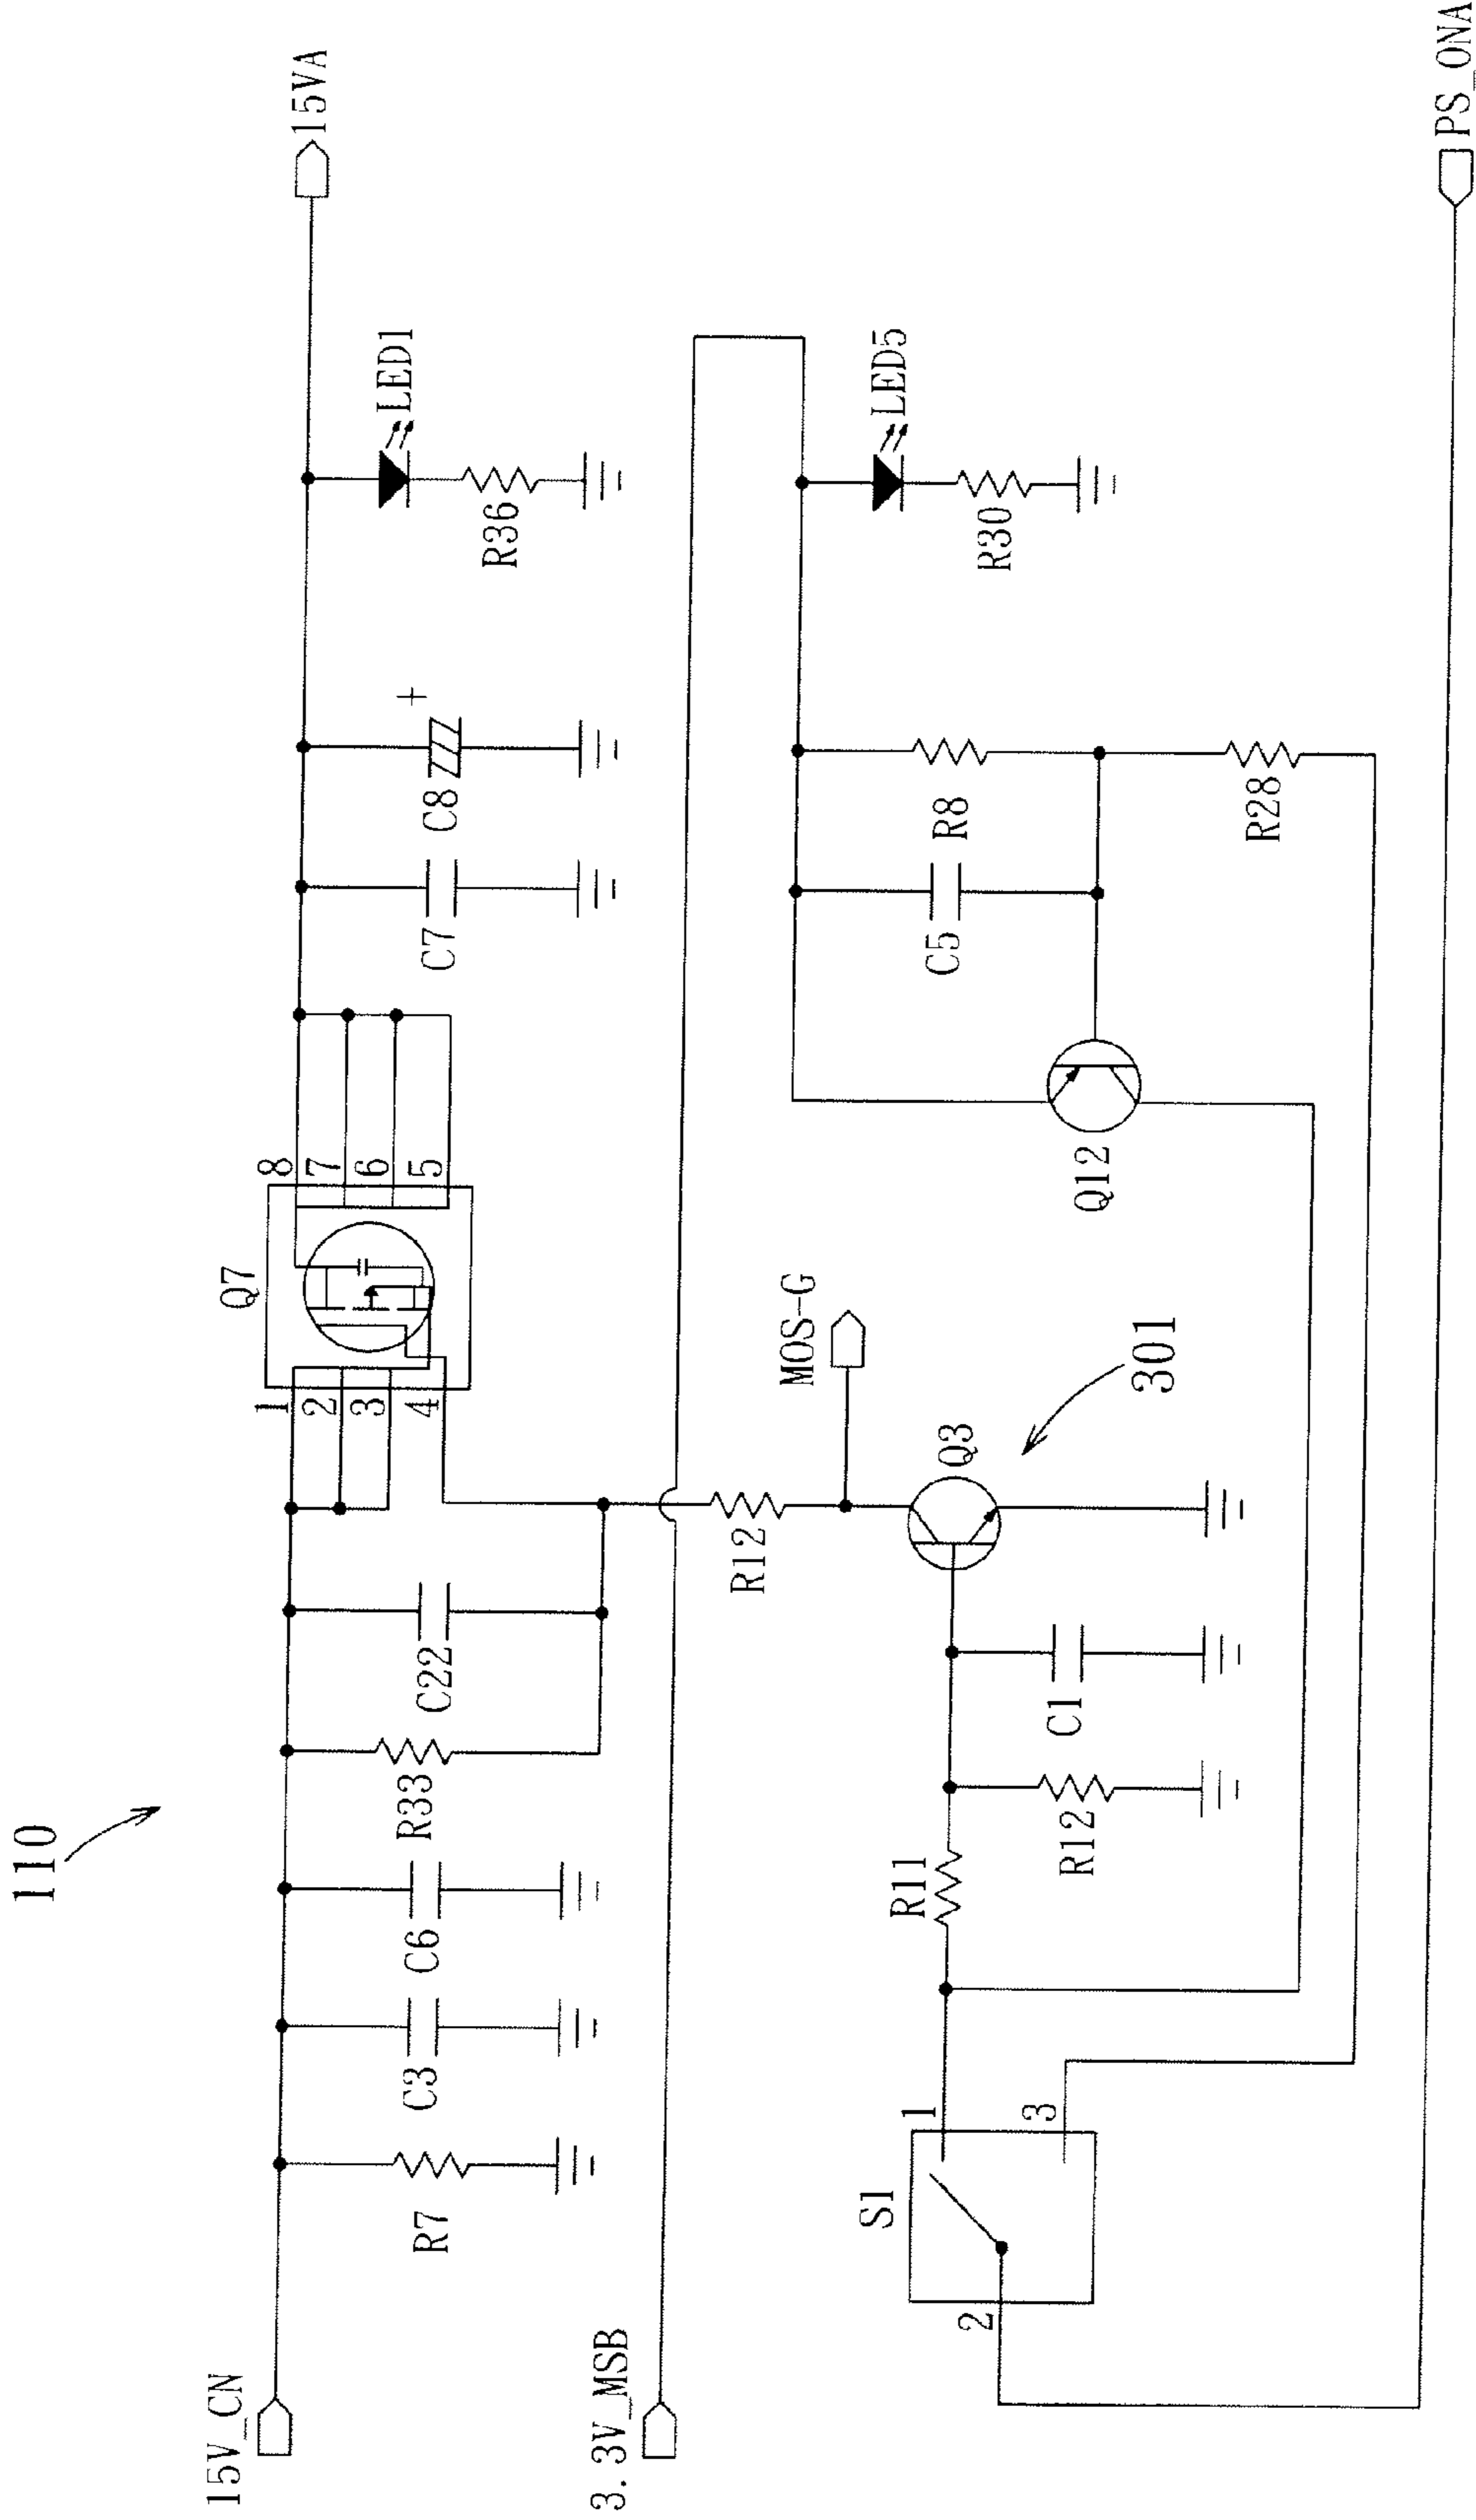 110
15V_CN
R7
C3
C6
R33
C22
1
2
3
4
Q7
8
7
6
5
C7
C8
+
R36
LED1
15VA
3.3V_MSB
R12
MOS-G
Q3
301
S1
1
2
3
R11
R12
C1
Q12
C5
R8
R28
R30
LED5
PS_ONA